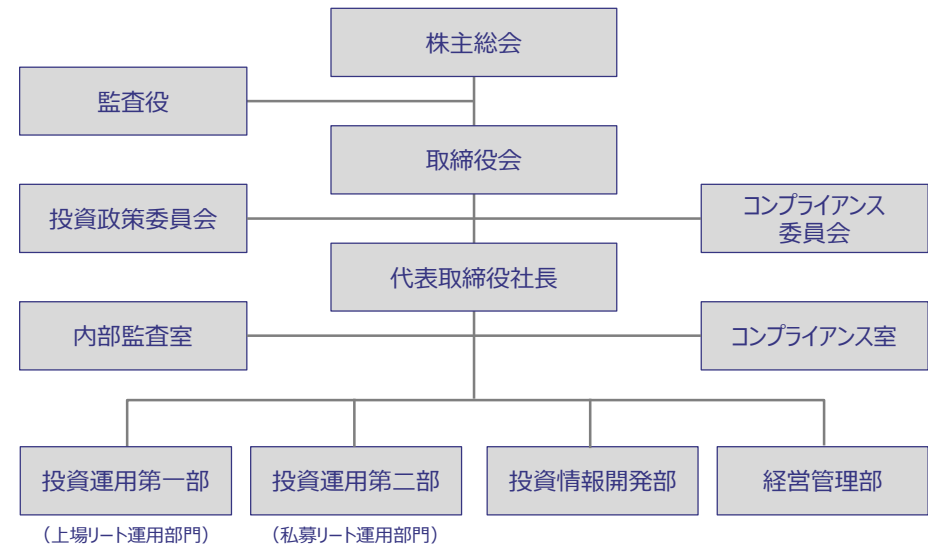 株主総会
監査役
取締役会
投資政策委員会
コンプライアンス
委員会
代表取締役社長
内部監査室
コンプライアンス室
投資運用第一部
投資運用第二部
投資情報開発部
経営管理部
（上場リート運用部門）
（私募リート運用部門）